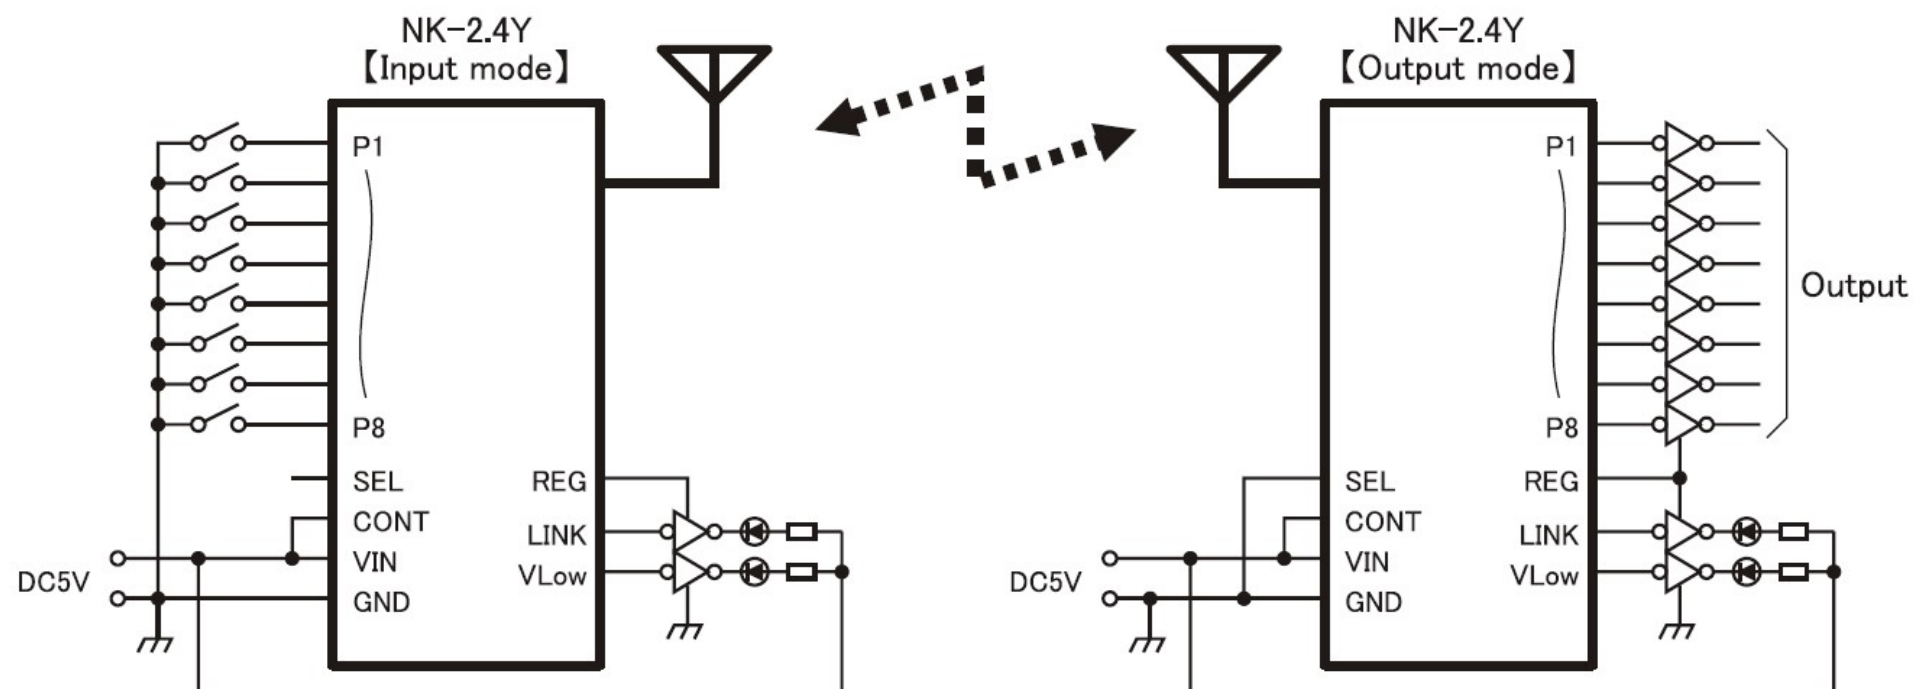 NK-2.4Y
【Input mode】
P1
P8
SEL
CONT
VIN
GND
REG
LINK
VLow
DC5V
NK-2.4Y
【Output mode】
P1
P8
SEL
CONT
VIN
GND
REG
LINK
VLow
DC5V
Output